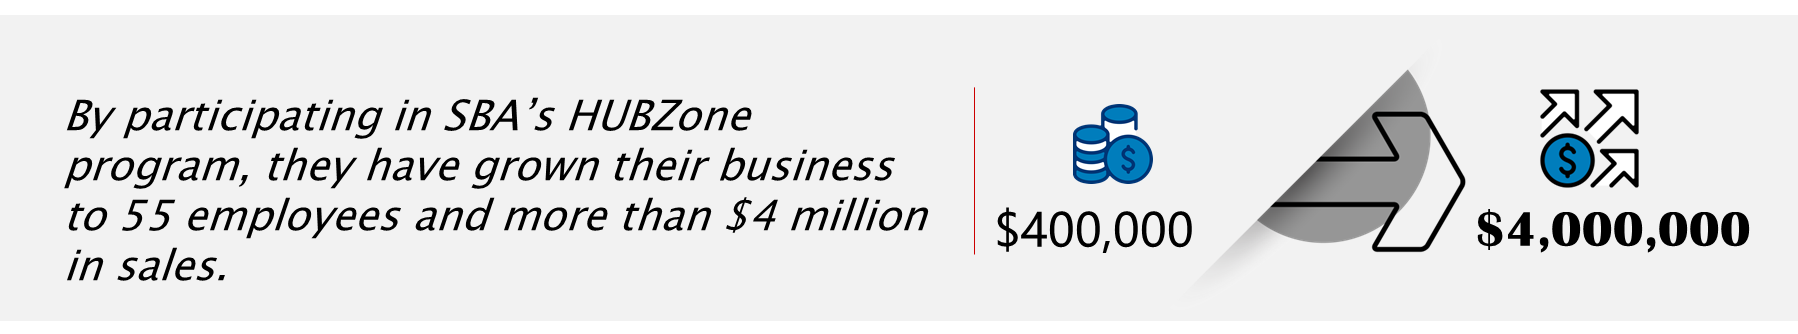 By participating in SBA’s HUBZone
program, they have grown their business
to 55 employees and more than $4 million
in sales.
$
$400,000
$
$4,000,000